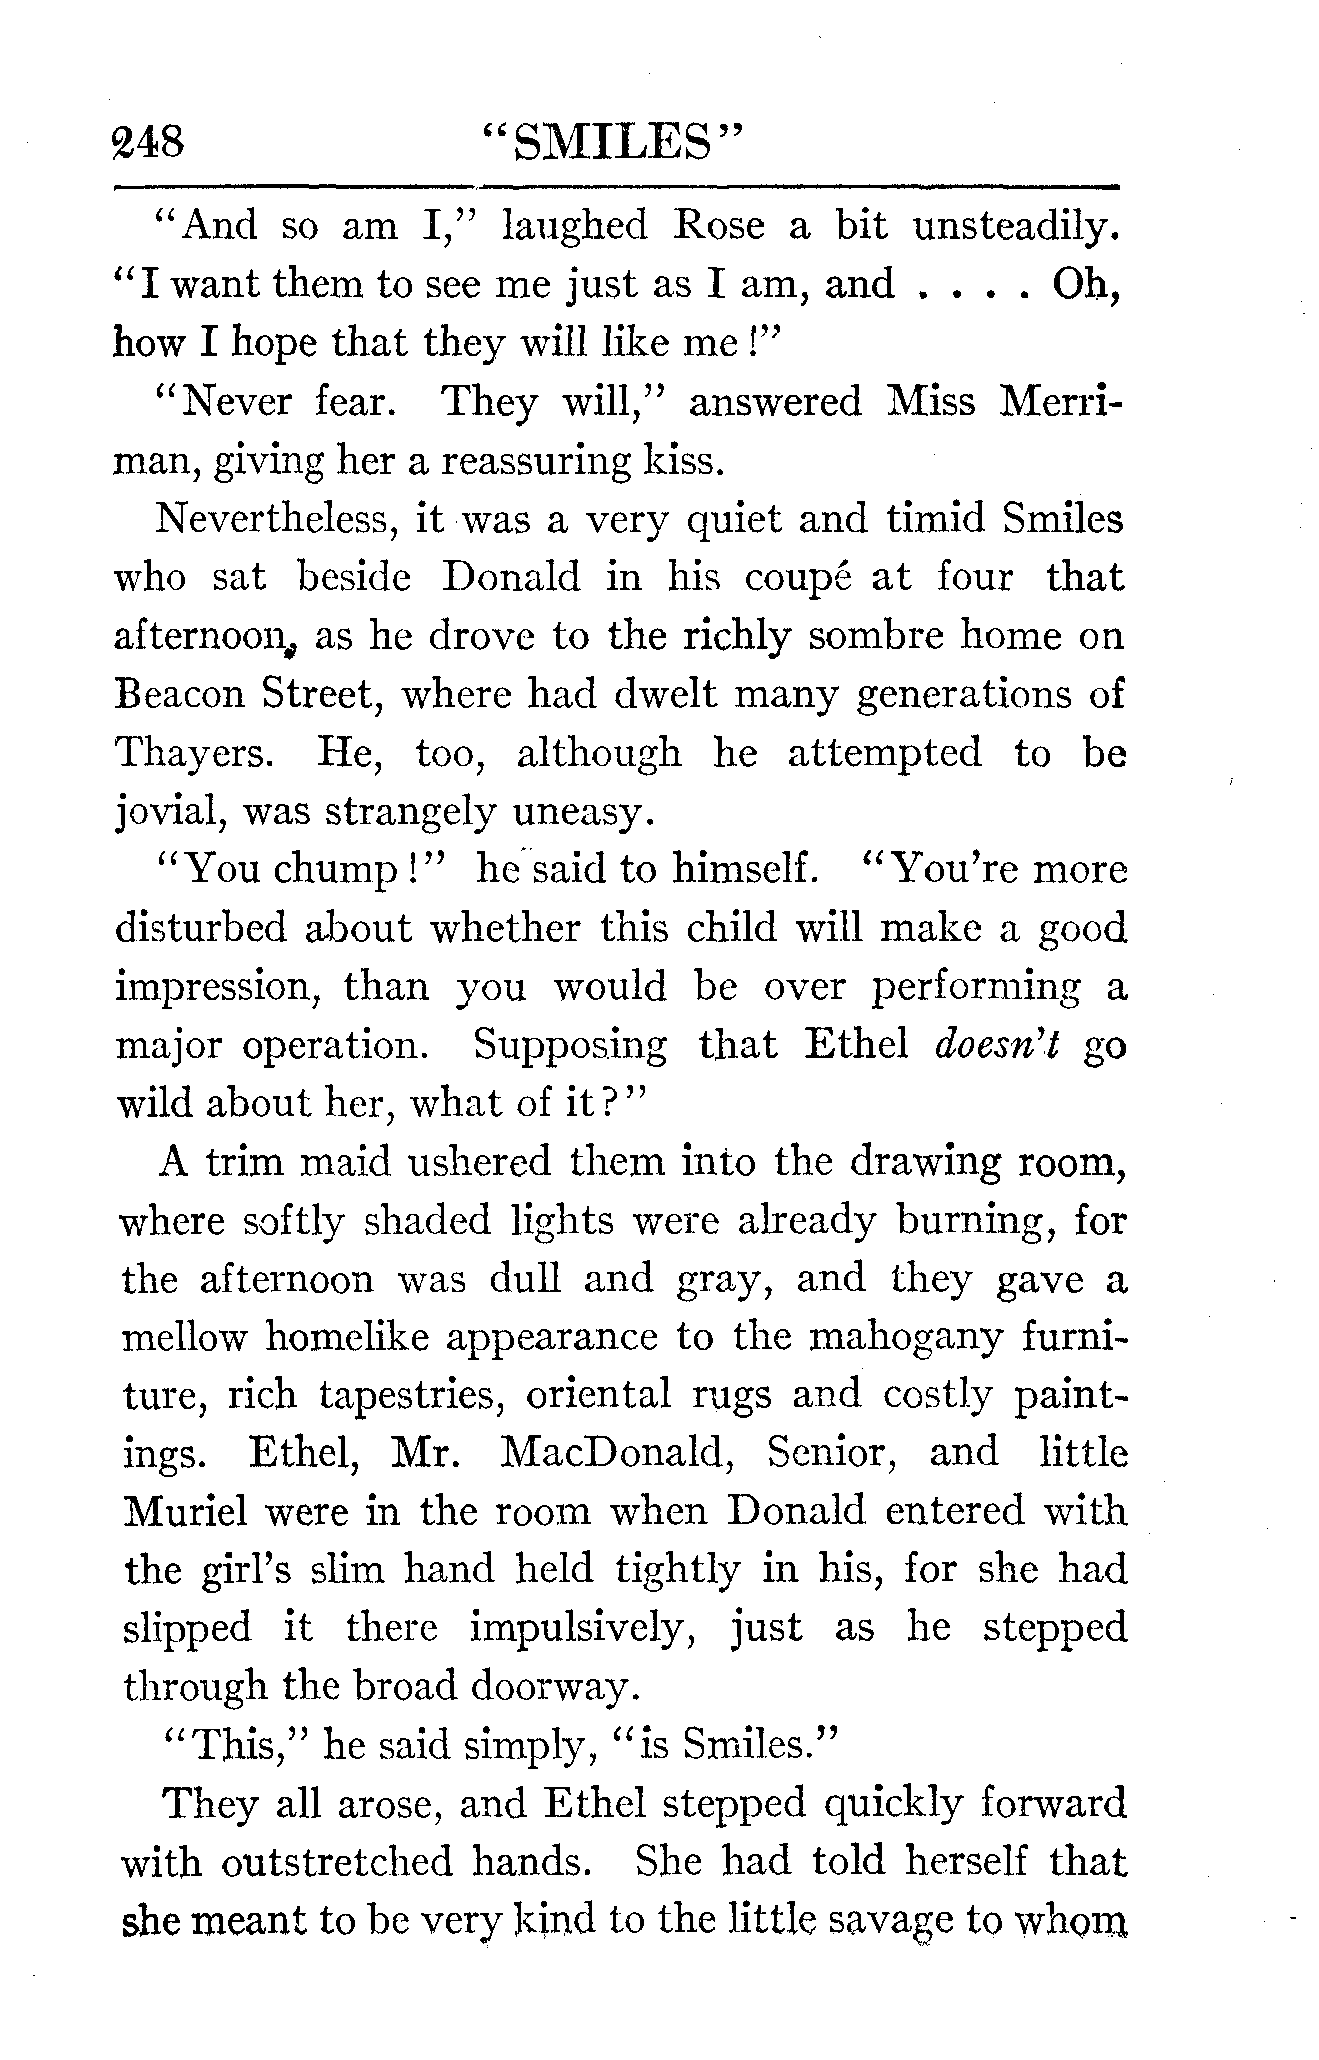 248 "SMILES"
"And so am I," laughed Rose a bit unsteadily.
"I want them to see me just as I am, and . . . . Oh,
how I hope that they will like me!"
"Never fear. They will," answered Miss Merri-
man, giving her a reassuring kiss.
Nevertheless, it was a very quiet and timid Smiles
who sat beside Donald in his coupé at four that
afternoon, as he drove to the richly sombre home on
Beacon Street, where had dwelt many generations of
Thayers. He, too, although he attempted to be
jovial, was strangely uneasy.
"You chump!" he said to himself. "You're more
disturbed about whether this child will make a good
impression, than you would be over performing a
major operation. Supposing that Ethel doesn't go
wild about her, what of it?"
A trim maid ushered them into the drawing room,
where softly shaded lights were already burning, for
the afternoon was dull and gray, and they gave a
mellow homelike appearance to the mahogany furni-
ture, rich tapestries, oriental rugs and costly paint-
ings. Ethel, Mr. MacDonald, Senior, and little
Muriel were in the room when Donald entered with
the girl's slim hand held tightly in his, for she had
slipped it there impulsively, just as he stepped
through the broad doorway.
"This," he said simply, "is Smiles."
They all arose, and Ethel stepped quickly forward
with outstretched hands. She had told herself that
she meant to be very kind to the little savage to whom